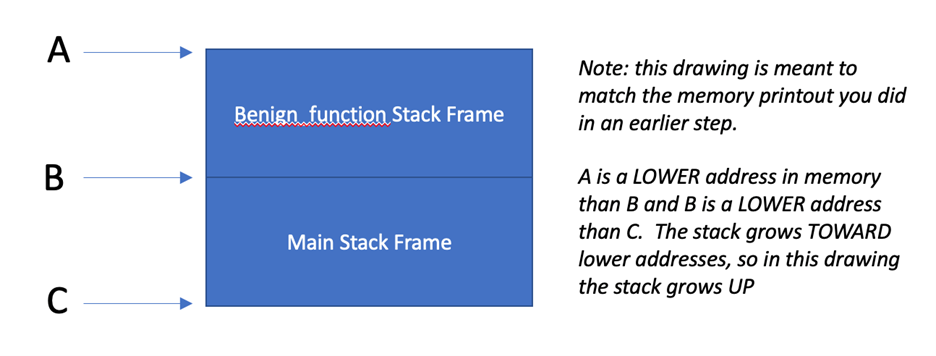 A
Benign function Stack Frame
B
Main Stack Frame
C
Note: this drawing is meant to
match the memory printout you did
in an earlier step.
A is a LOWER address in memory
than B and B is a LOWER address
than C. The stack grows TOWARD
lower addresses, so in this drawing
the stack grows UP